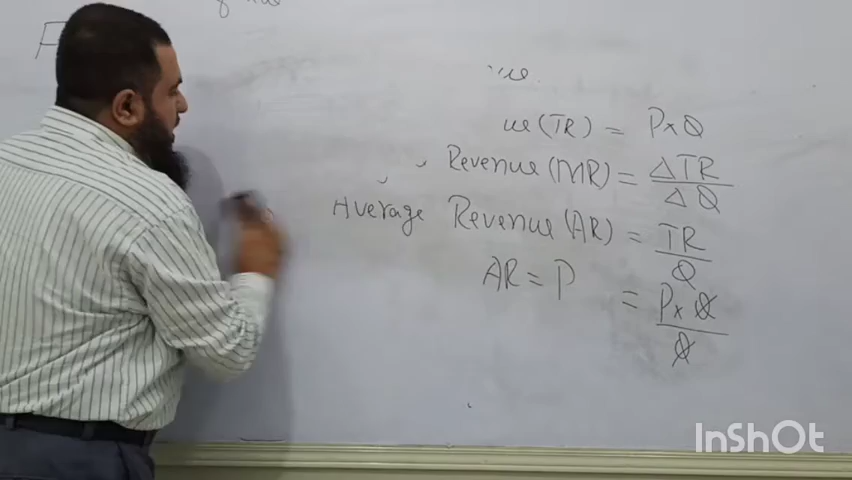 F
ue (TR) = P x Q
Revenue (MR) = ΔTR / ΔQ
Average Revenue (AR) = TR / Q
AR = P = P x Q / Q
InShOt